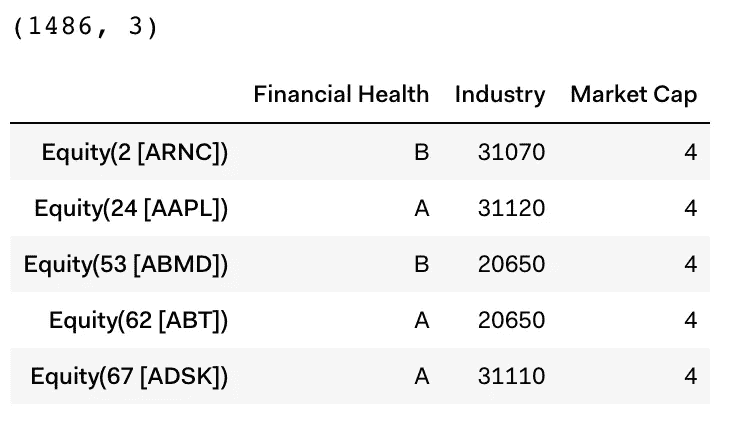 (1486, 3)
Financial Health Industry Market Cap
Equity(2 [ARNC]) B 31070 4
Equity(24 [AAPL]) A 31120 4
Equity(53 [ABMD]) B 20650 4
Equity(62 [ABT]) A 20650 4
Equity(67 [ADSK]) A 31110 4